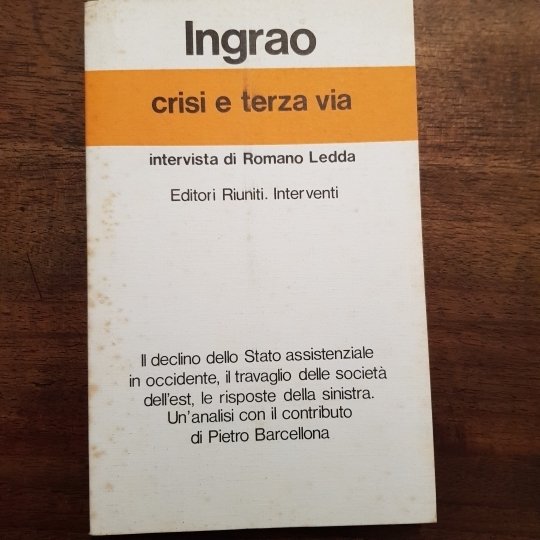 Ingrao
crisi e terza via
intervista di Romano Ledda
Editori Riuniti. Interventi
Il declino dello Stato assistenziale
in occidente, il travaglio delle società
dell'est, le risposte della sinistra.
Un'analisi con il contributo
di Pietro Barcellona